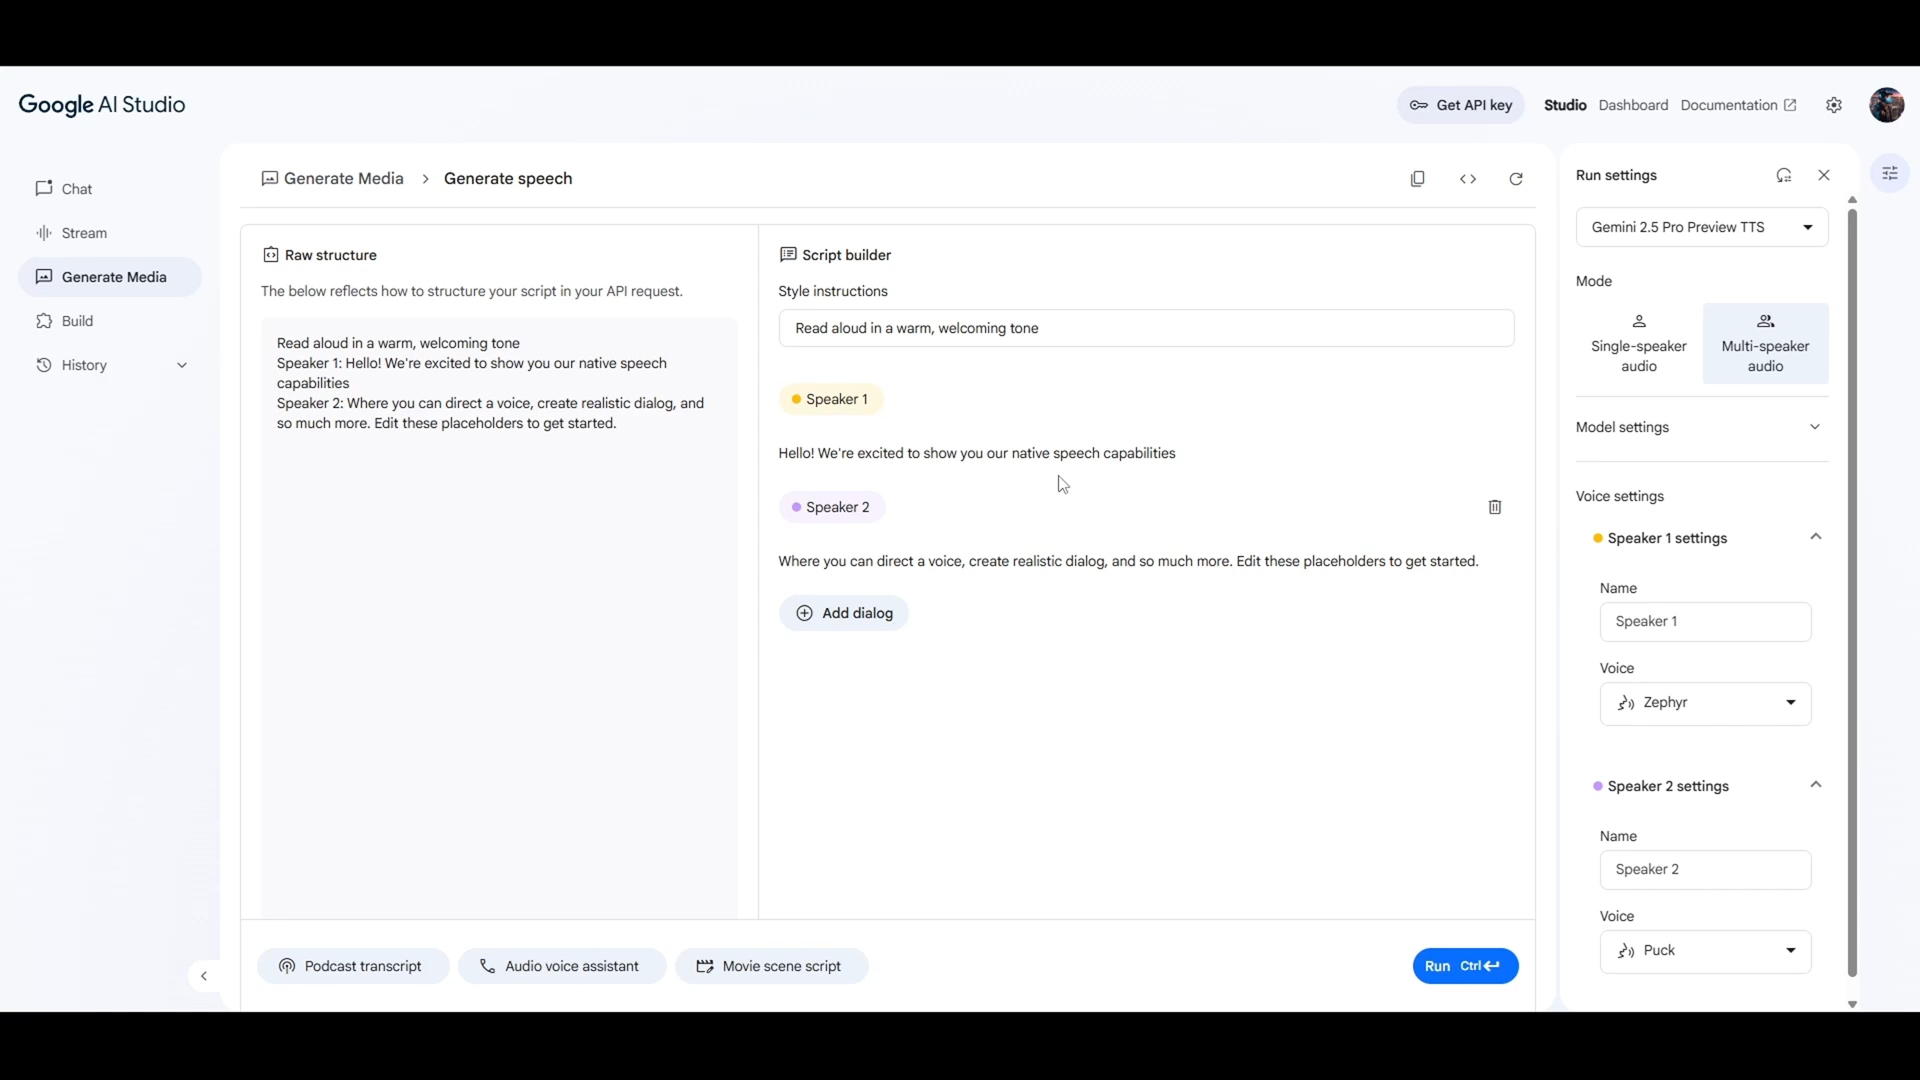 Google AI Studio
Get API key
Studio
Dashboard
Documentation
Chat
Stream
Generate Media
Build
History
Generate Media > Generate speech
Raw structure
The below reflects how to structure your script in your API request.
Read aloud in a warm, welcoming tone
Speaker 1: Hello! We're excited to show you our native speech
capabilities
Speaker 2: Where you can direct a voice, create realistic dialog, and
so much more. Edit these placeholders to get started.
Script builder
Style instructions
Read aloud in a warm, welcoming tone
Speaker 1
Hello! We're excited to show you our native speech capabilities
Speaker 2
Where you can direct a voice, create realistic dialog, and so much more. Edit these placeholders to get started.
Add dialog
Podcast transcript
Audio voice assistant
Movie scene script
Run Ctrl
Run settings
Gemini 2.5 Pro Preview TTS
Mode
Single-speaker
audio
Multi-speaker
audio
Model settings
Voice settings
Speaker 1 settings
Name
Speaker 1
Voice
Zephyr
Speaker 2 settings
Name
Speaker 2
Voice
Puck